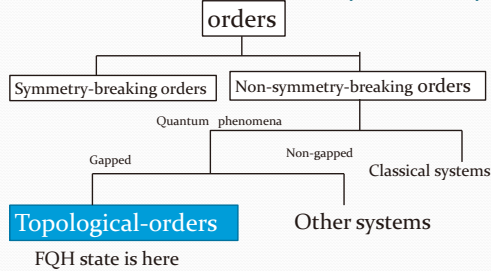 orders
Symmetry-breaking orders
Non-symmetry-breaking orders
Quantum phenomena
Gapped
Non-gapped
Classical systems
Topological-orders
Other systems
FQH state is here